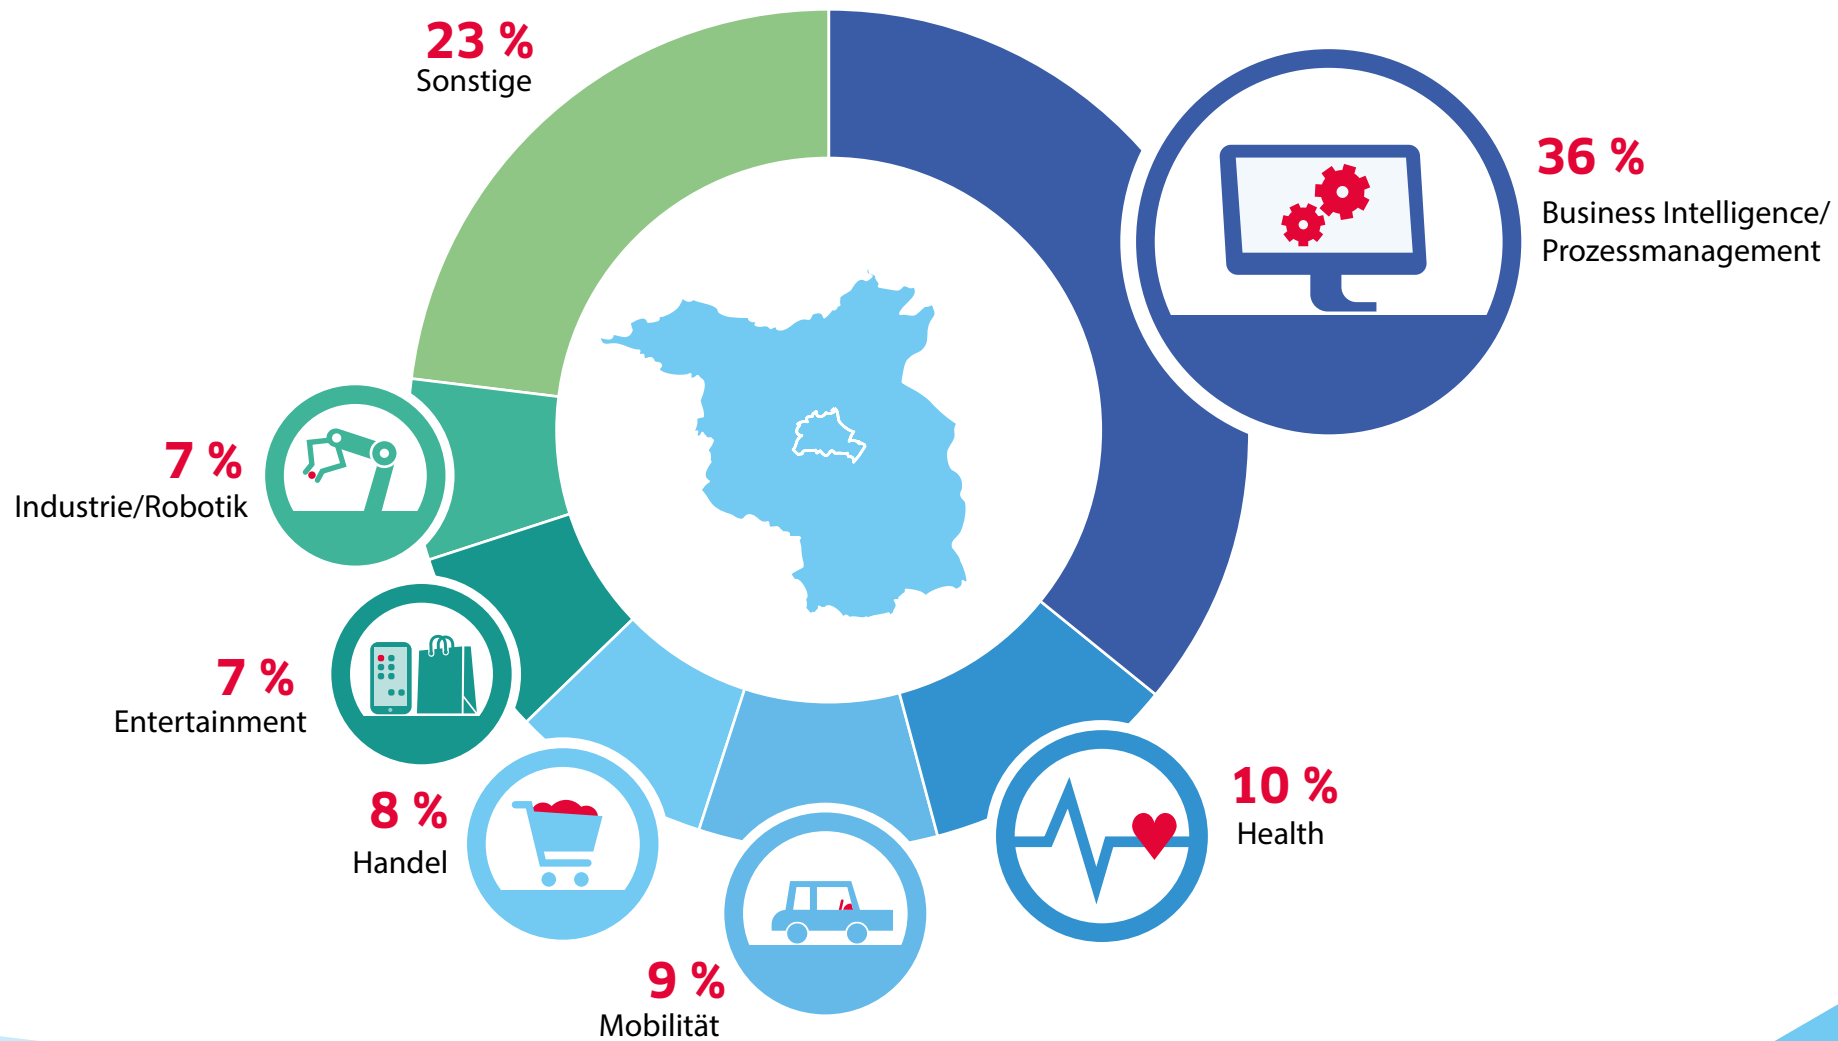 23 %
Sonstige
36 %
Business Intelligence/
Prozessmanagement
7 %
Industrie/Robotik
7 %
Entertainment
8 %
Handel
10 %
Health
9 %
Mobilität